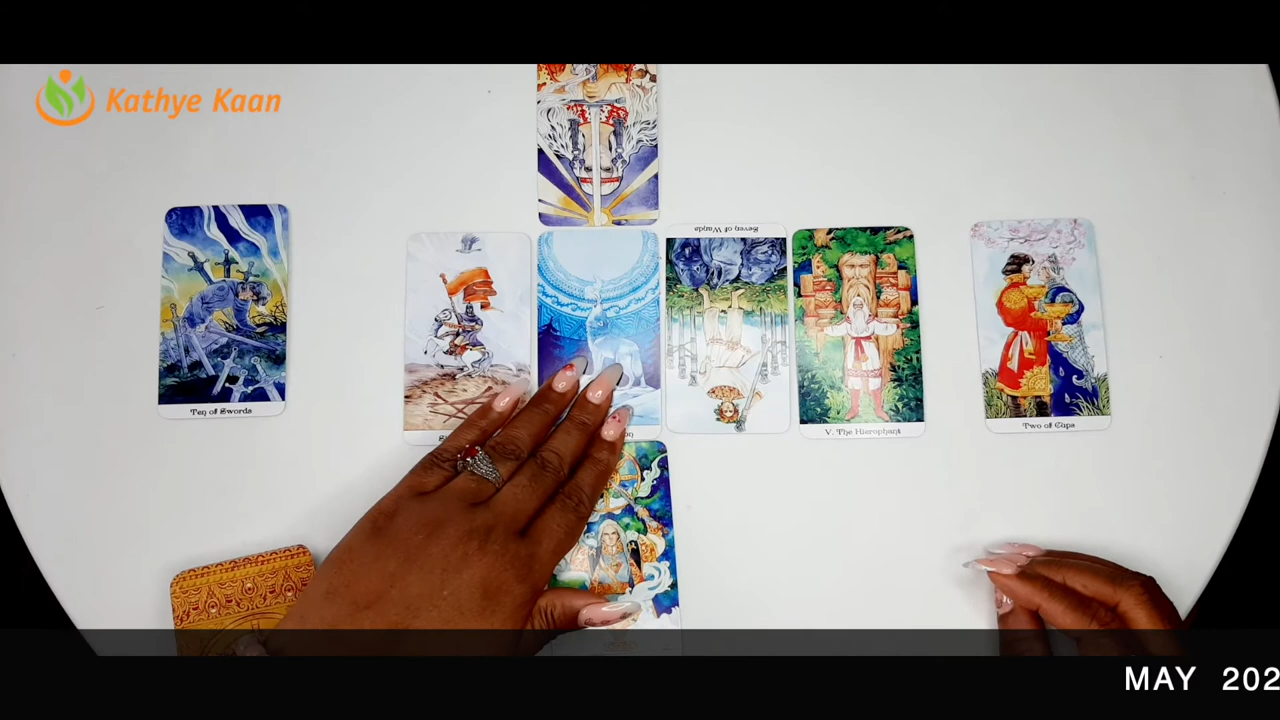 Kathye Kaan
Seven of Wands
Ten of Swords
V. The Hierophant
Two of Cups
MAY 202